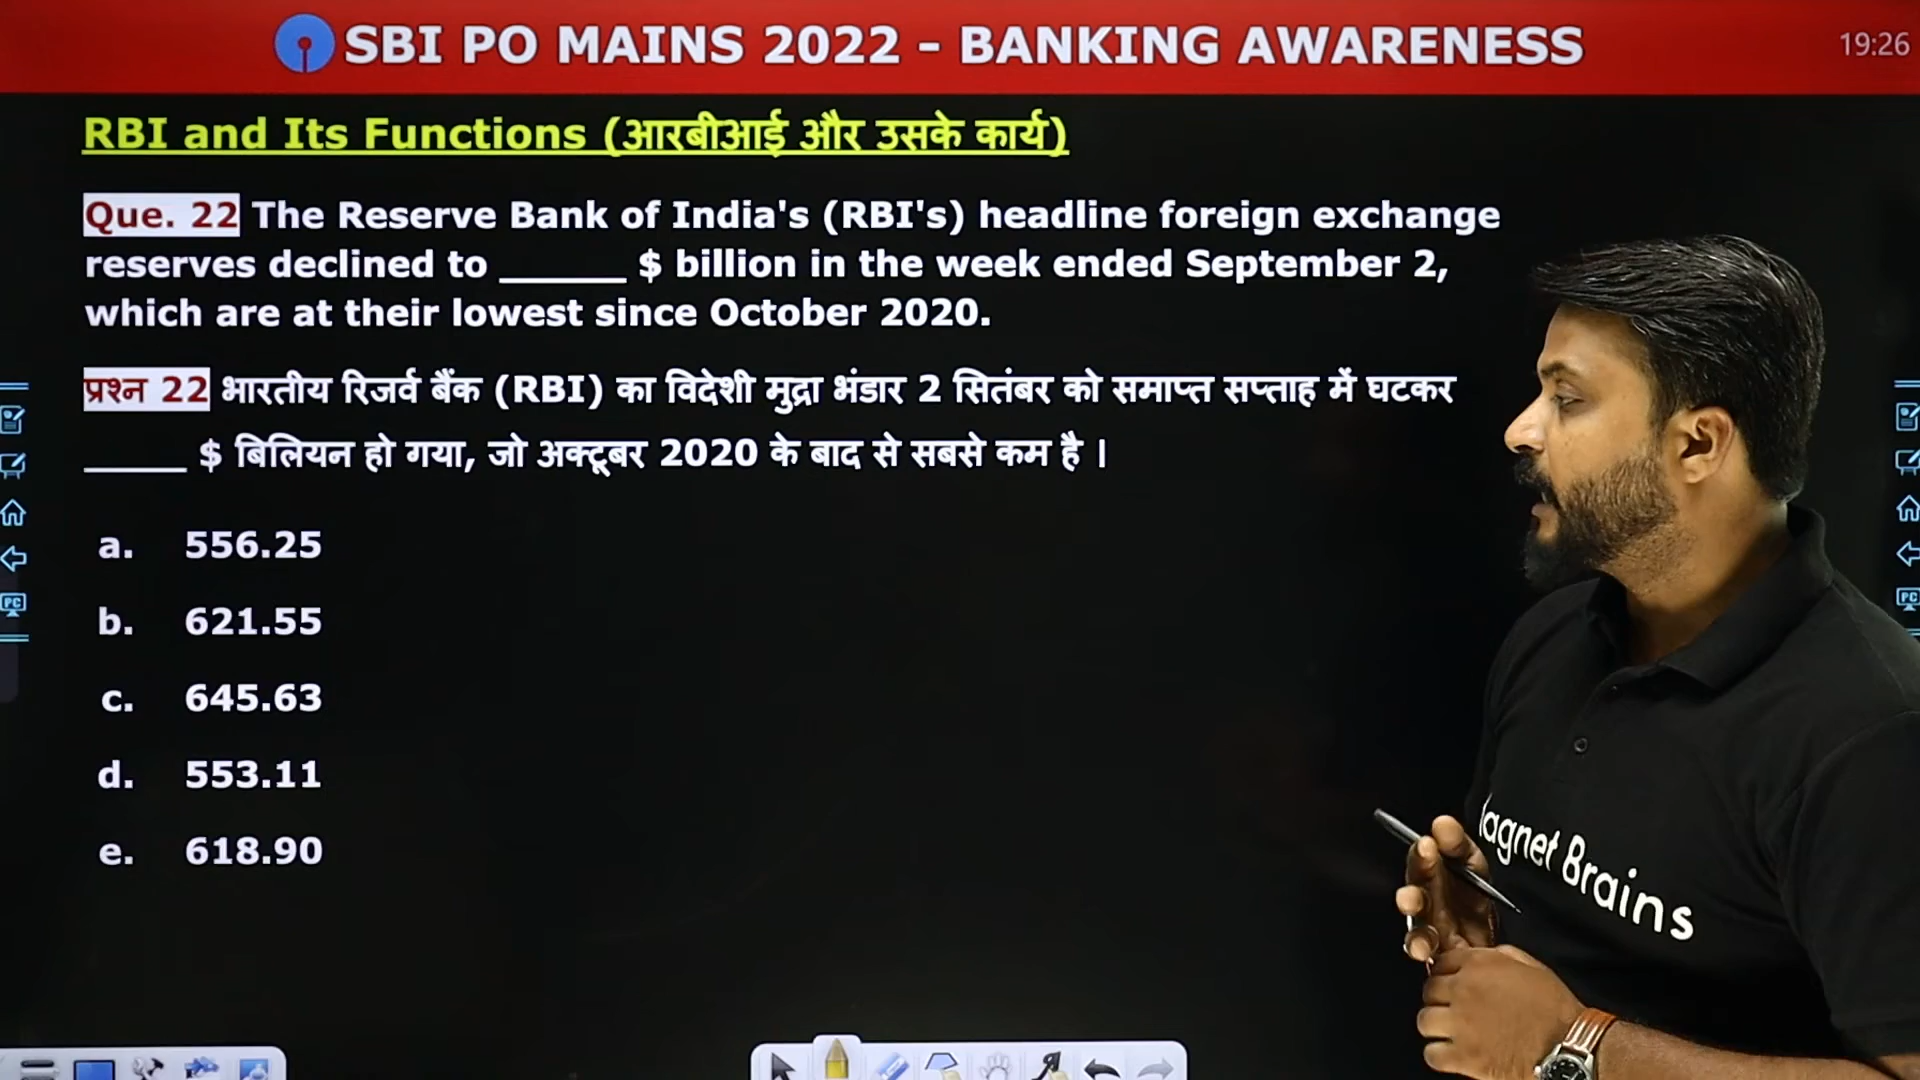 SBI PO MAINS 2022 - BANKING AWARENESS
19:26
RBI and Its Functions (आरबीआई और उसके कार्य)
Que. 22 The Reserve Bank of India's (RBI's) headline foreign exchange
reserves declined to ______ $ billion in the week ended September 2,
which are at their lowest since October 2020.
प्रश्न 22 भारतीय रिजर्व बैंक (RBI) का विदेशी मुद्रा भंडार 2 सितंबर को समाप्त सप्ताह में घटकर
_____ $ बिलियन हो गया, जो अक्टूबर 2020 के बाद से सबसे कम है ।
a. 556.25
b. 621.55
c. 645.63
d. 553.11
e. 618.90
agnet Brains
PC
PC